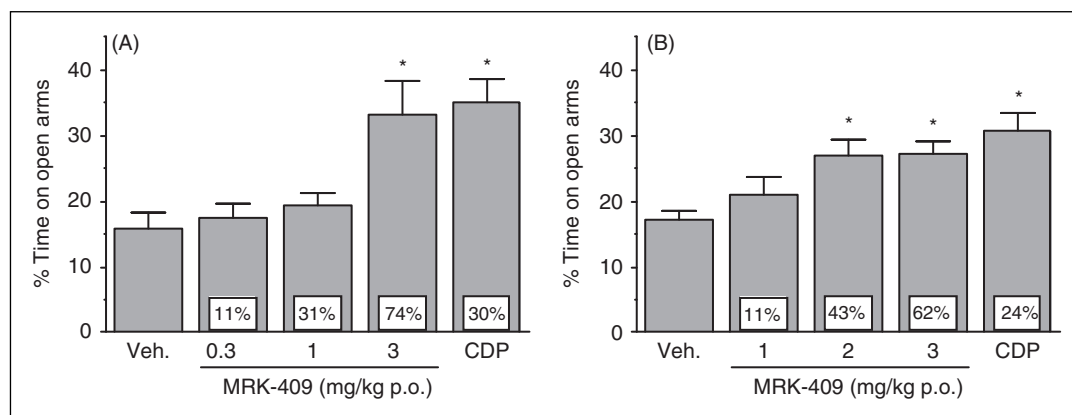 (A)
% Time on open arms
40
30
20
10
0
* *
11% 31% 74% 30%
Veh. 0.3 1 3 CDP
MRK-409 (mg/kg p.o.)
(B)
% Time on open arms
40
30
20
10
0
* * *
11% 43% 62% 24%
Veh. 1 2 3 CDP
MRK-409 (mg/kg p.o.)